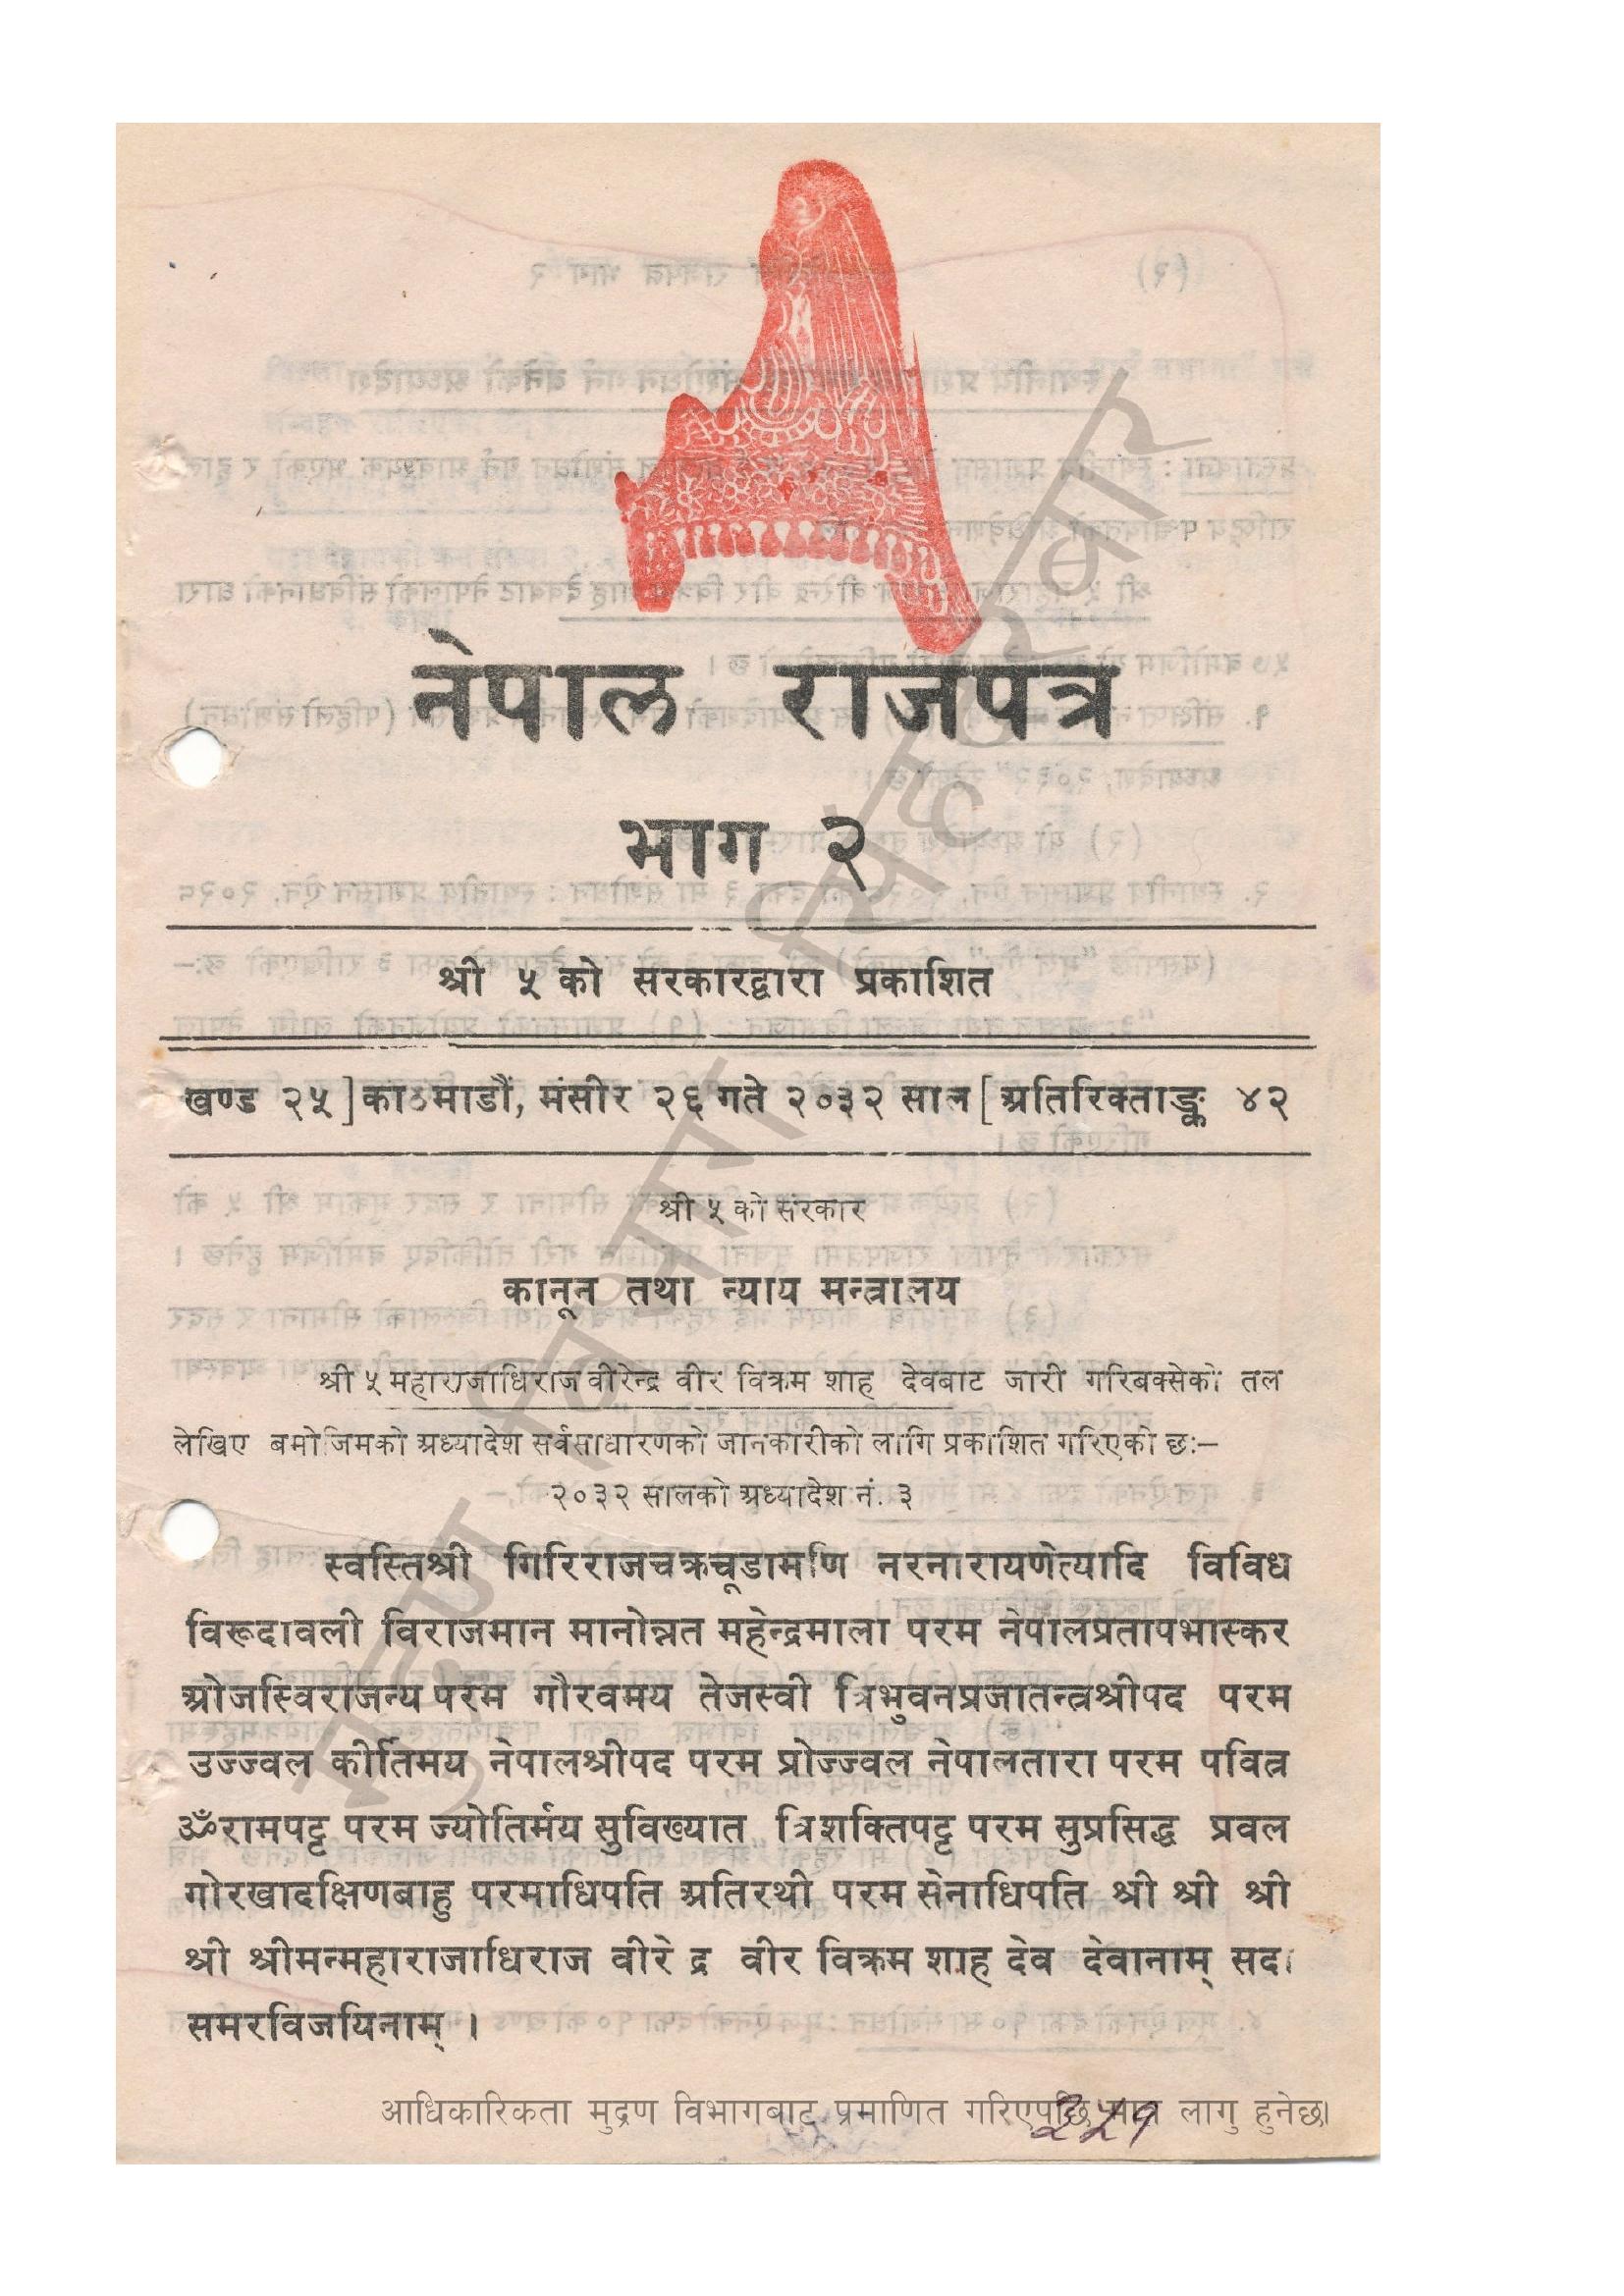 नेपाल राजपत्र
भाग २
श्री ५ को सरकारद्वारा प्रकाशित
खण्ड २५ ] काठमाडौं, मंसीर २६ गते २०३२ साल [ अतिरिक्ताङ्क ४२
श्री ५ को सरकार
कानून तथा न्याय मन्त्रालय
श्री ५ महाराजाधिराज वीरेन्द्र वीर विक्रम शाह देवबाट जारी गरिबक्सेको तल
लेखिए बमोजिमको अध्यादेश सर्वसाधारणको जानकारीको लागि प्रकाशित गरिएको छः–
२०३२ सालको अध्यादेश नं. ३
स्वस्तिश्री गिरिराजचक्रचूडामणि नरनारायणेत्यादि विविध
विरूदावली विराजमान मानोन्नत महेन्द्रमाला परम नेपालप्रतापभास्कर
ओजस्विराजन्य परम गौरवमय तेजस्वी त्रिभुवनप्रजातन्त्रश्रीपद परम
उज्ज्वल कीर्तिमय नेपालश्रीपद परम प्रोज्ज्वल नेपालतारा परम पवित्र
ॐरामपट्ट परम ज्योतिर्मय सुविख्यात त्रिशक्तिपट्ट परम सुप्रसिद्ध प्रवल
गोरखादक्षिणबाहु परमाधिपति अतिरथी परम सेनाधिपति श्री श्री श्री
श्री श्रीमन्महाराजाधिराज वीरे द्र वीर विक्रम शाह देव देवानाम् सदा
समरविजयिनाम् ।
आधिकारिकता मुद्रण विभागबाट प्रमाणित गरिएपछि मात्र लागु हुनेछ।
३५१
मुद्रण विभाग सिंहदरबार